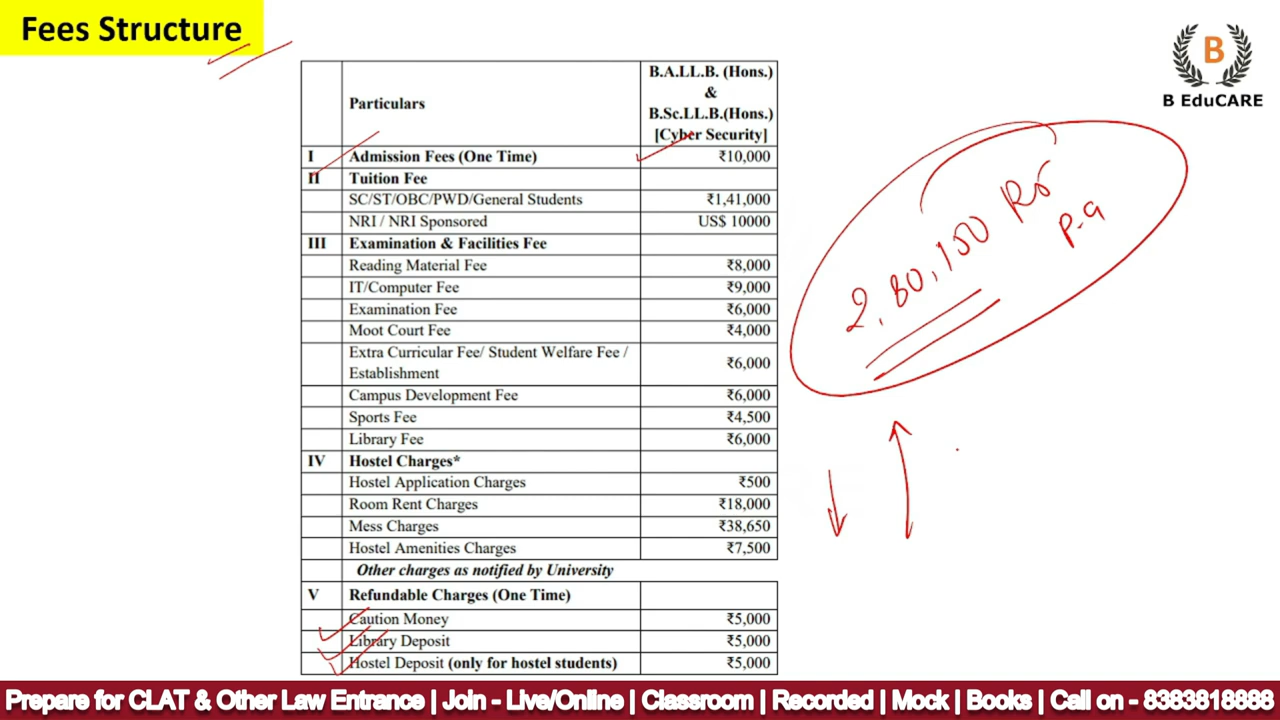 Fees Structure
B
B EduCARE
Particulars
B.A.LL.B. (Hons.)
&
B.Sc.LL.B.(Hons.)
[Cyber Security]
I Admission Fees (One Time) ₹10,000
II Tuition Fee
SC/ST/OBC/PWD/General Students ₹1,41,000
NRI / NRI Sponsored US$ 10000
III Examination & Facilities Fee
Reading Material Fee ₹8,000
IT/Computer Fee ₹9,000
Examination Fee ₹6,000
Moot Court Fee ₹4,000
Extra Curricular Fee/ Student Welfare Fee /
Establishment ₹6,000
Campus Development Fee ₹6,000
Sports Fee ₹4,500
Library Fee ₹6,000
IV Hostel Charges*
Hostel Application Charges ₹500
Room Rent Charges ₹18,000
Mess Charges ₹38,650
Hostel Amenities Charges ₹7,500
Other charges as notified by University
V Refundable Charges (One Time)
Caution Money ₹5,000
Library Deposit ₹5,000
Hostel Deposit (only for hostel students) ₹5,000
2,80,150 Rs
P.a
Prepare for CLAT & Other Law Entrance | Join - Live/Online | Classroom | Recorded | Mock | Books | Call on - 8383818888